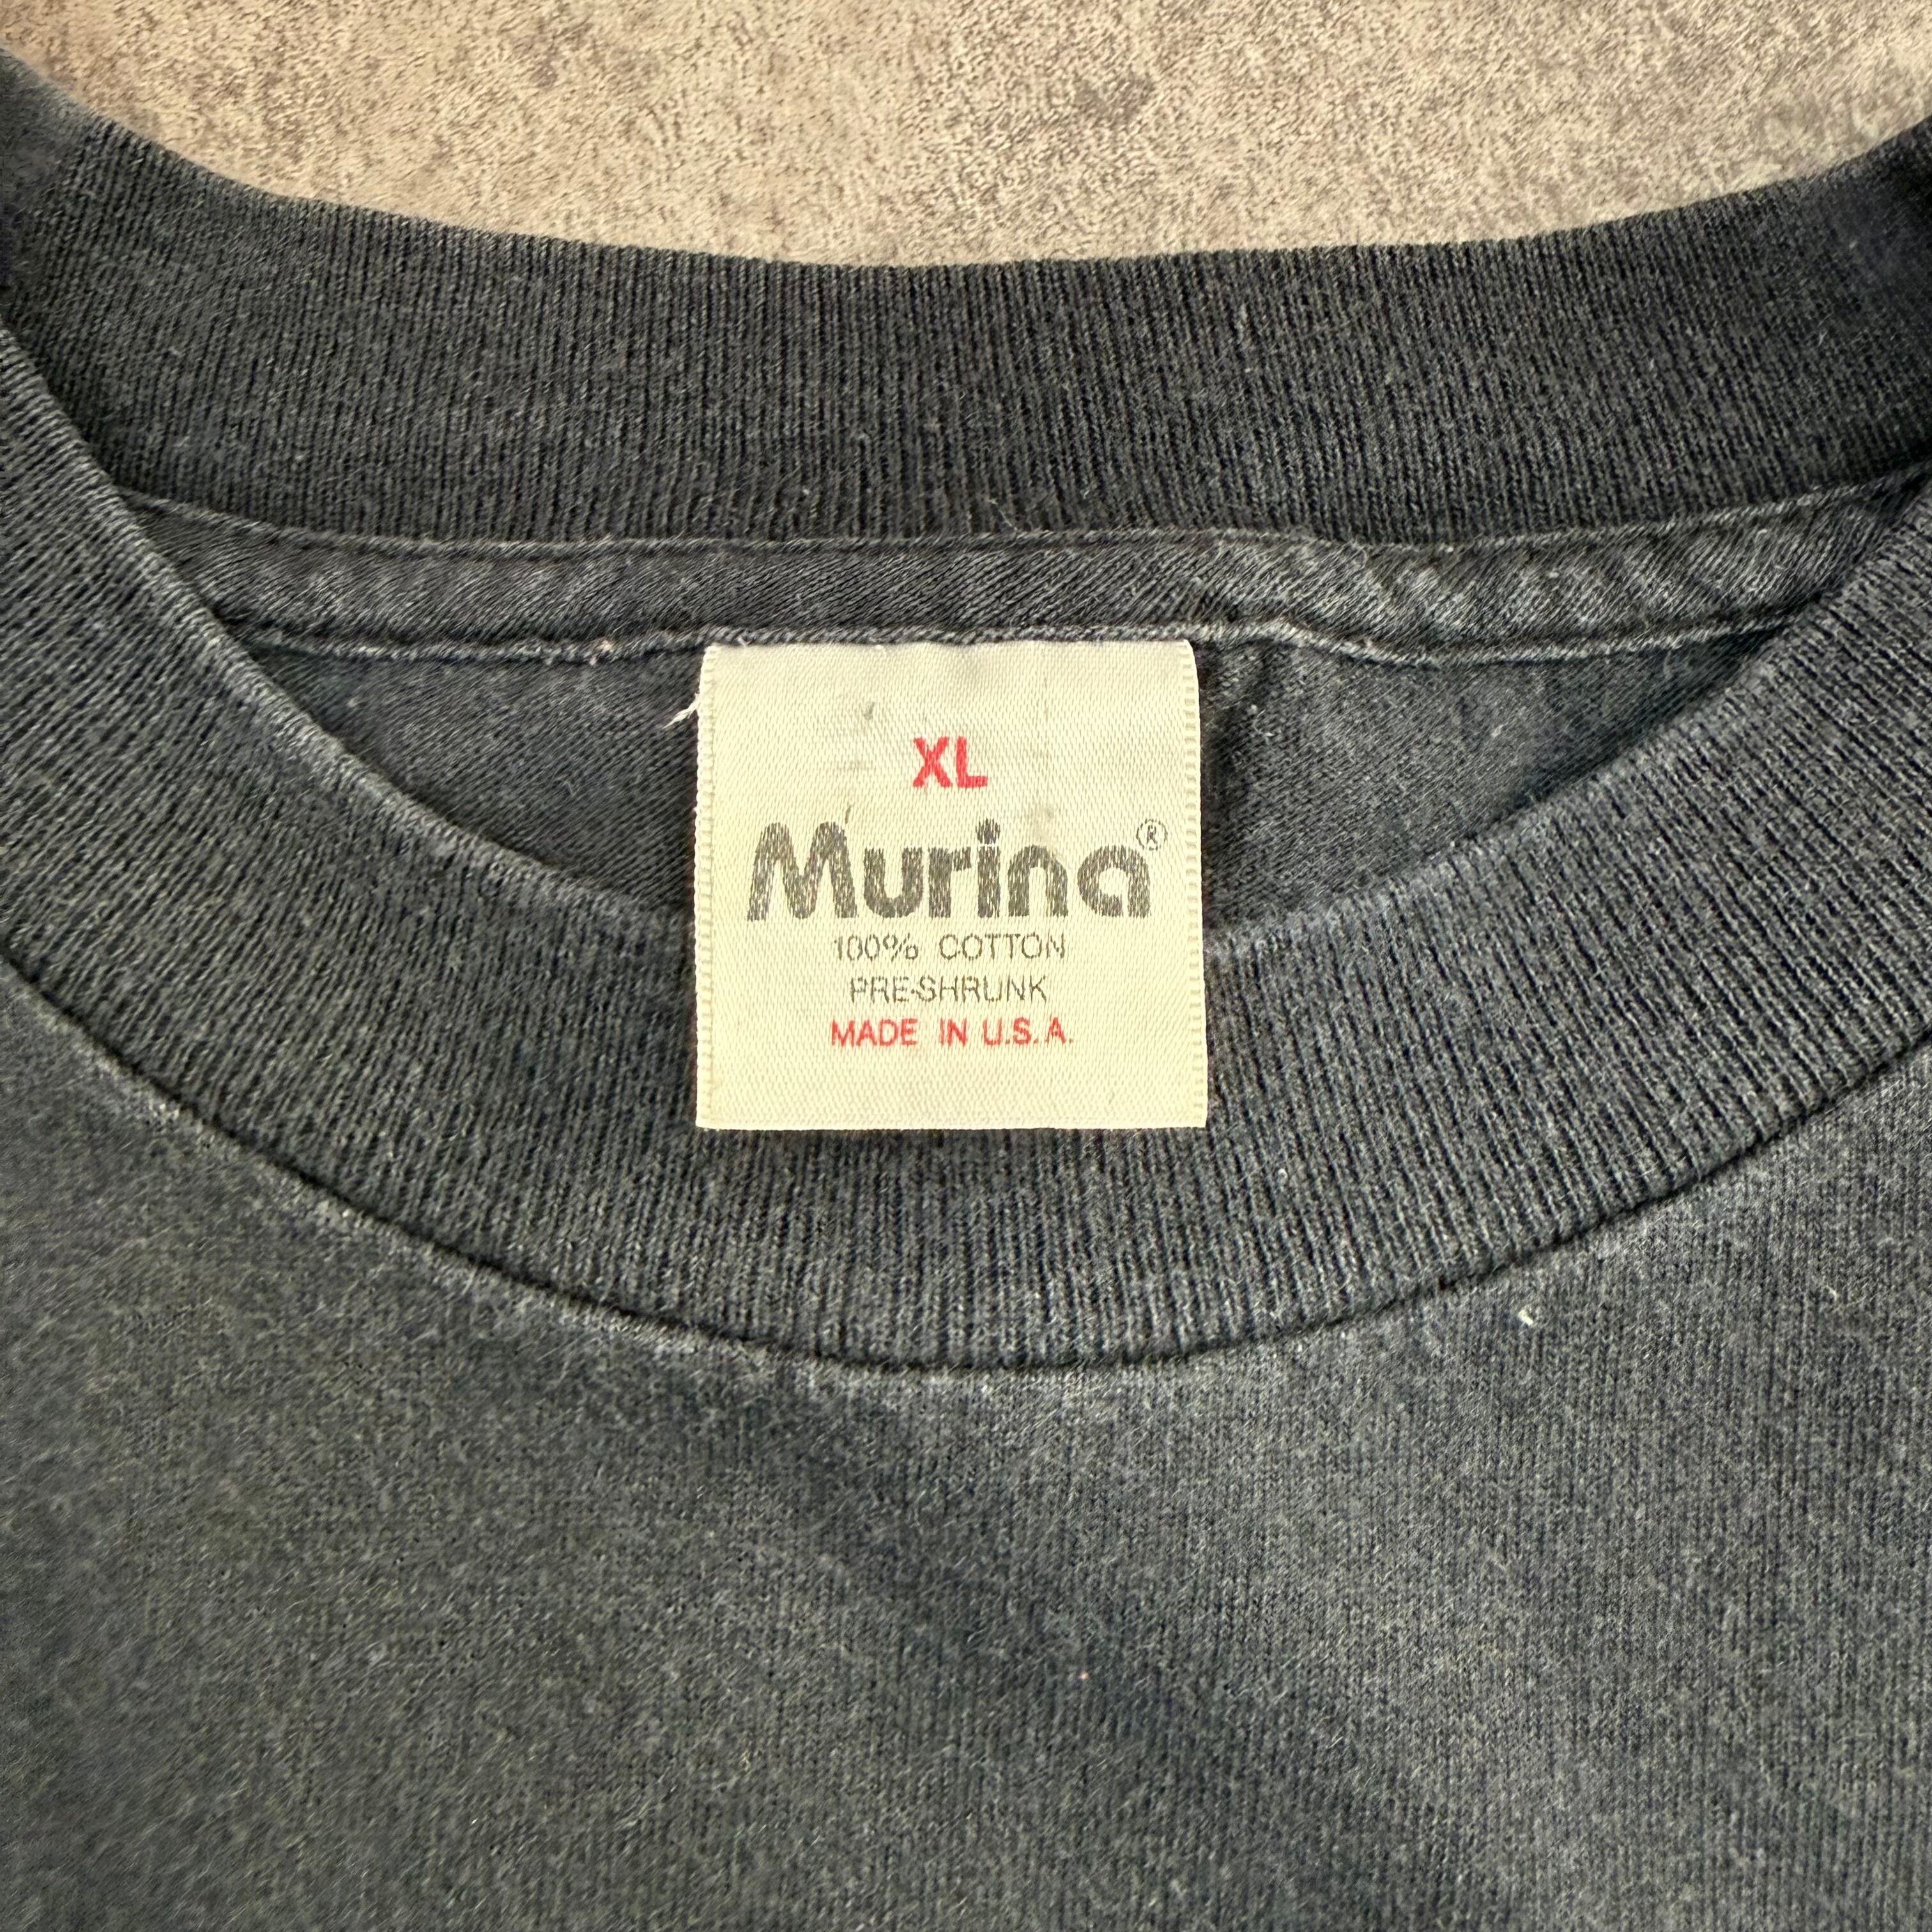 XL
Murina®
100% COTTON
PRE-SHRUNK
MADE IN U.S.A.